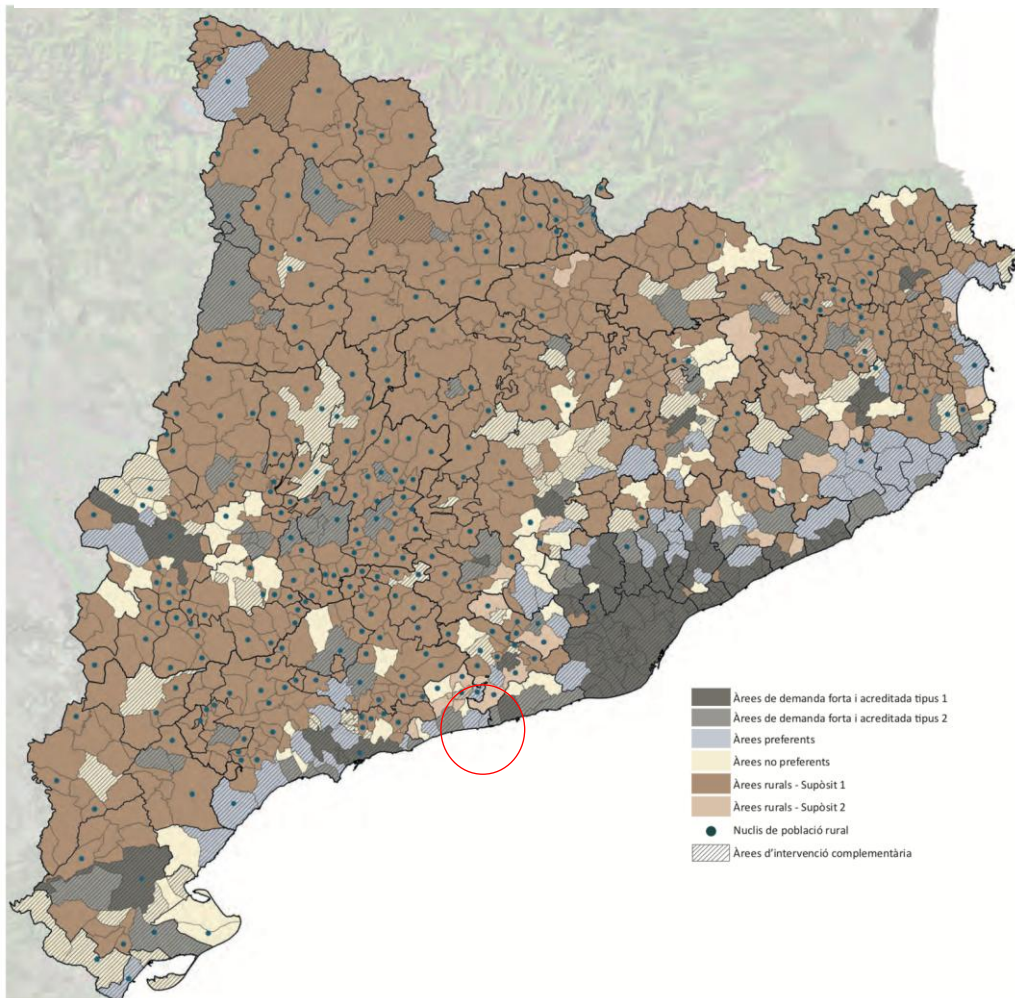 Àrees de demanda forta i acreditada tipus 1
Àrees de demanda forta i acreditada tipus 2
Àrees preferents
Àrees no preferents
Àrees rurals - Supòsit 1
Àrees rurals - Supòsit 2
Nuclis de població rural
Àrees d'intervenció complementària